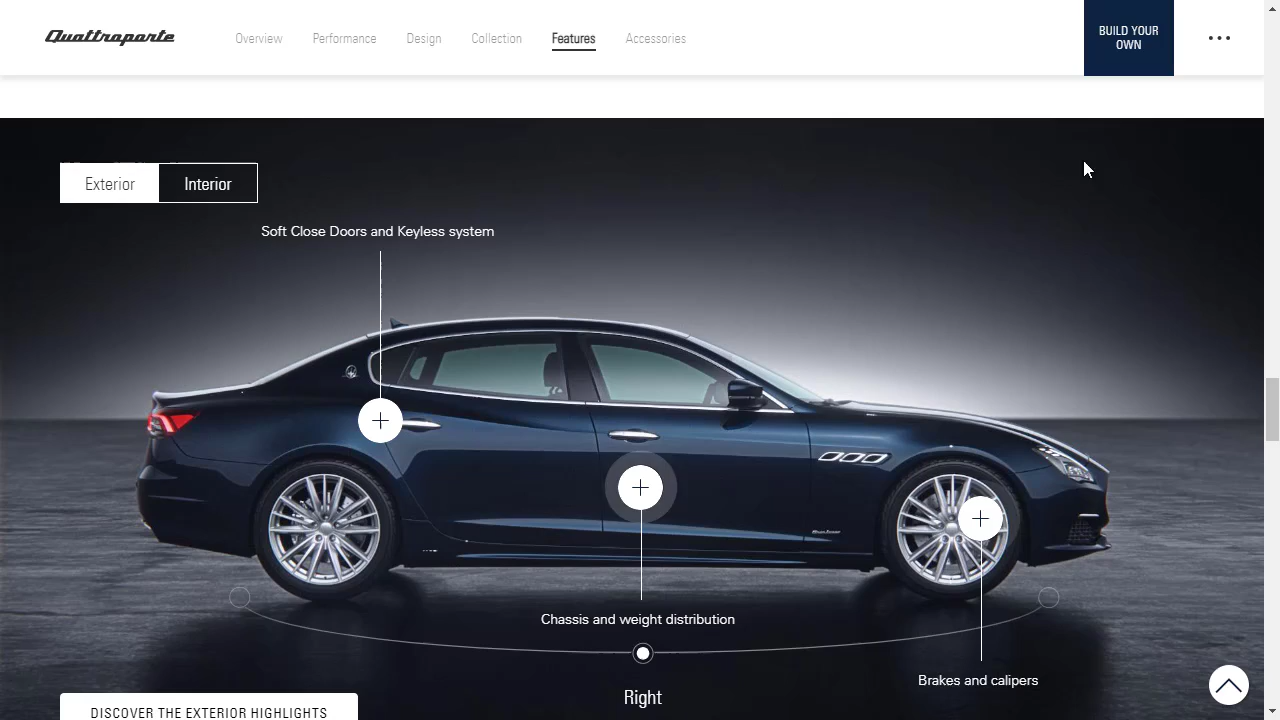 Quattroporte
Overview
Performance
Design
Collection
Features
Accessories
BUILD YOUR
OWN
Exterior
Interior
Soft Close Doors and Keyless system
Chassis and weight distribution
Brakes and calipers
Right
DISCOVER THE EXTERIOR HIGHLIGHTS